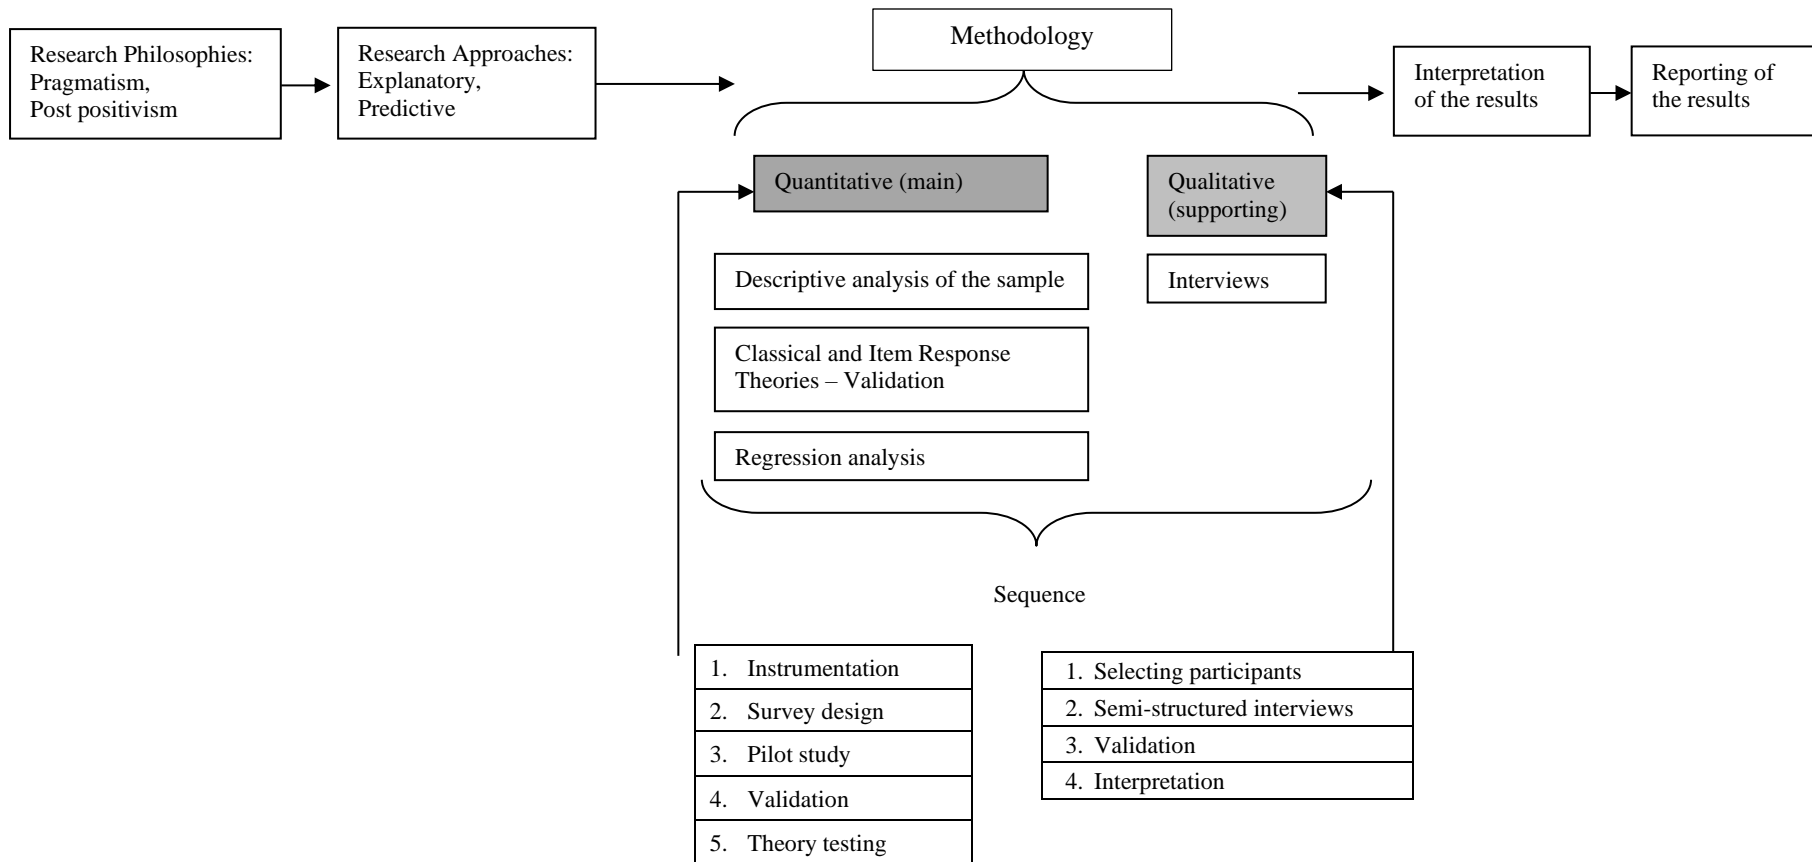 Research Philosophies:
Pragmatism,
Post positivism
Research Approaches:
Explanatory,
Predictive
Methodology
Interpretation
of the results
Reporting of
the results
Quantitative (main)
Qualitative
(supporting)
Descriptive analysis of the sample
Interviews
Classical and Item Response
Theories – Validation
Regression analysis
Sequence
1. Instrumentation
2. Survey design
3. Pilot study
4. Validation
5. Theory testing
1. Selecting participants
2. Semi-structured interviews
3. Validation
4. Interpretation